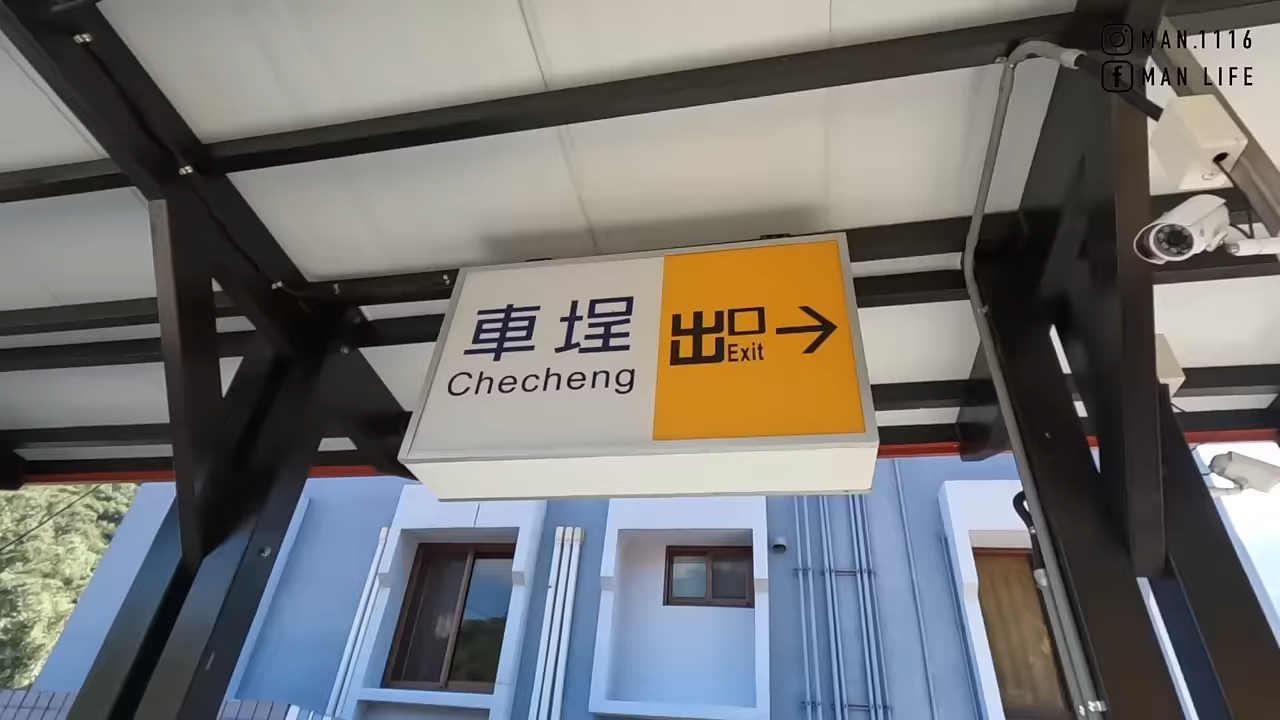 MAN.1116
MAN LIFE
車埕
Checheng
出口
Exit